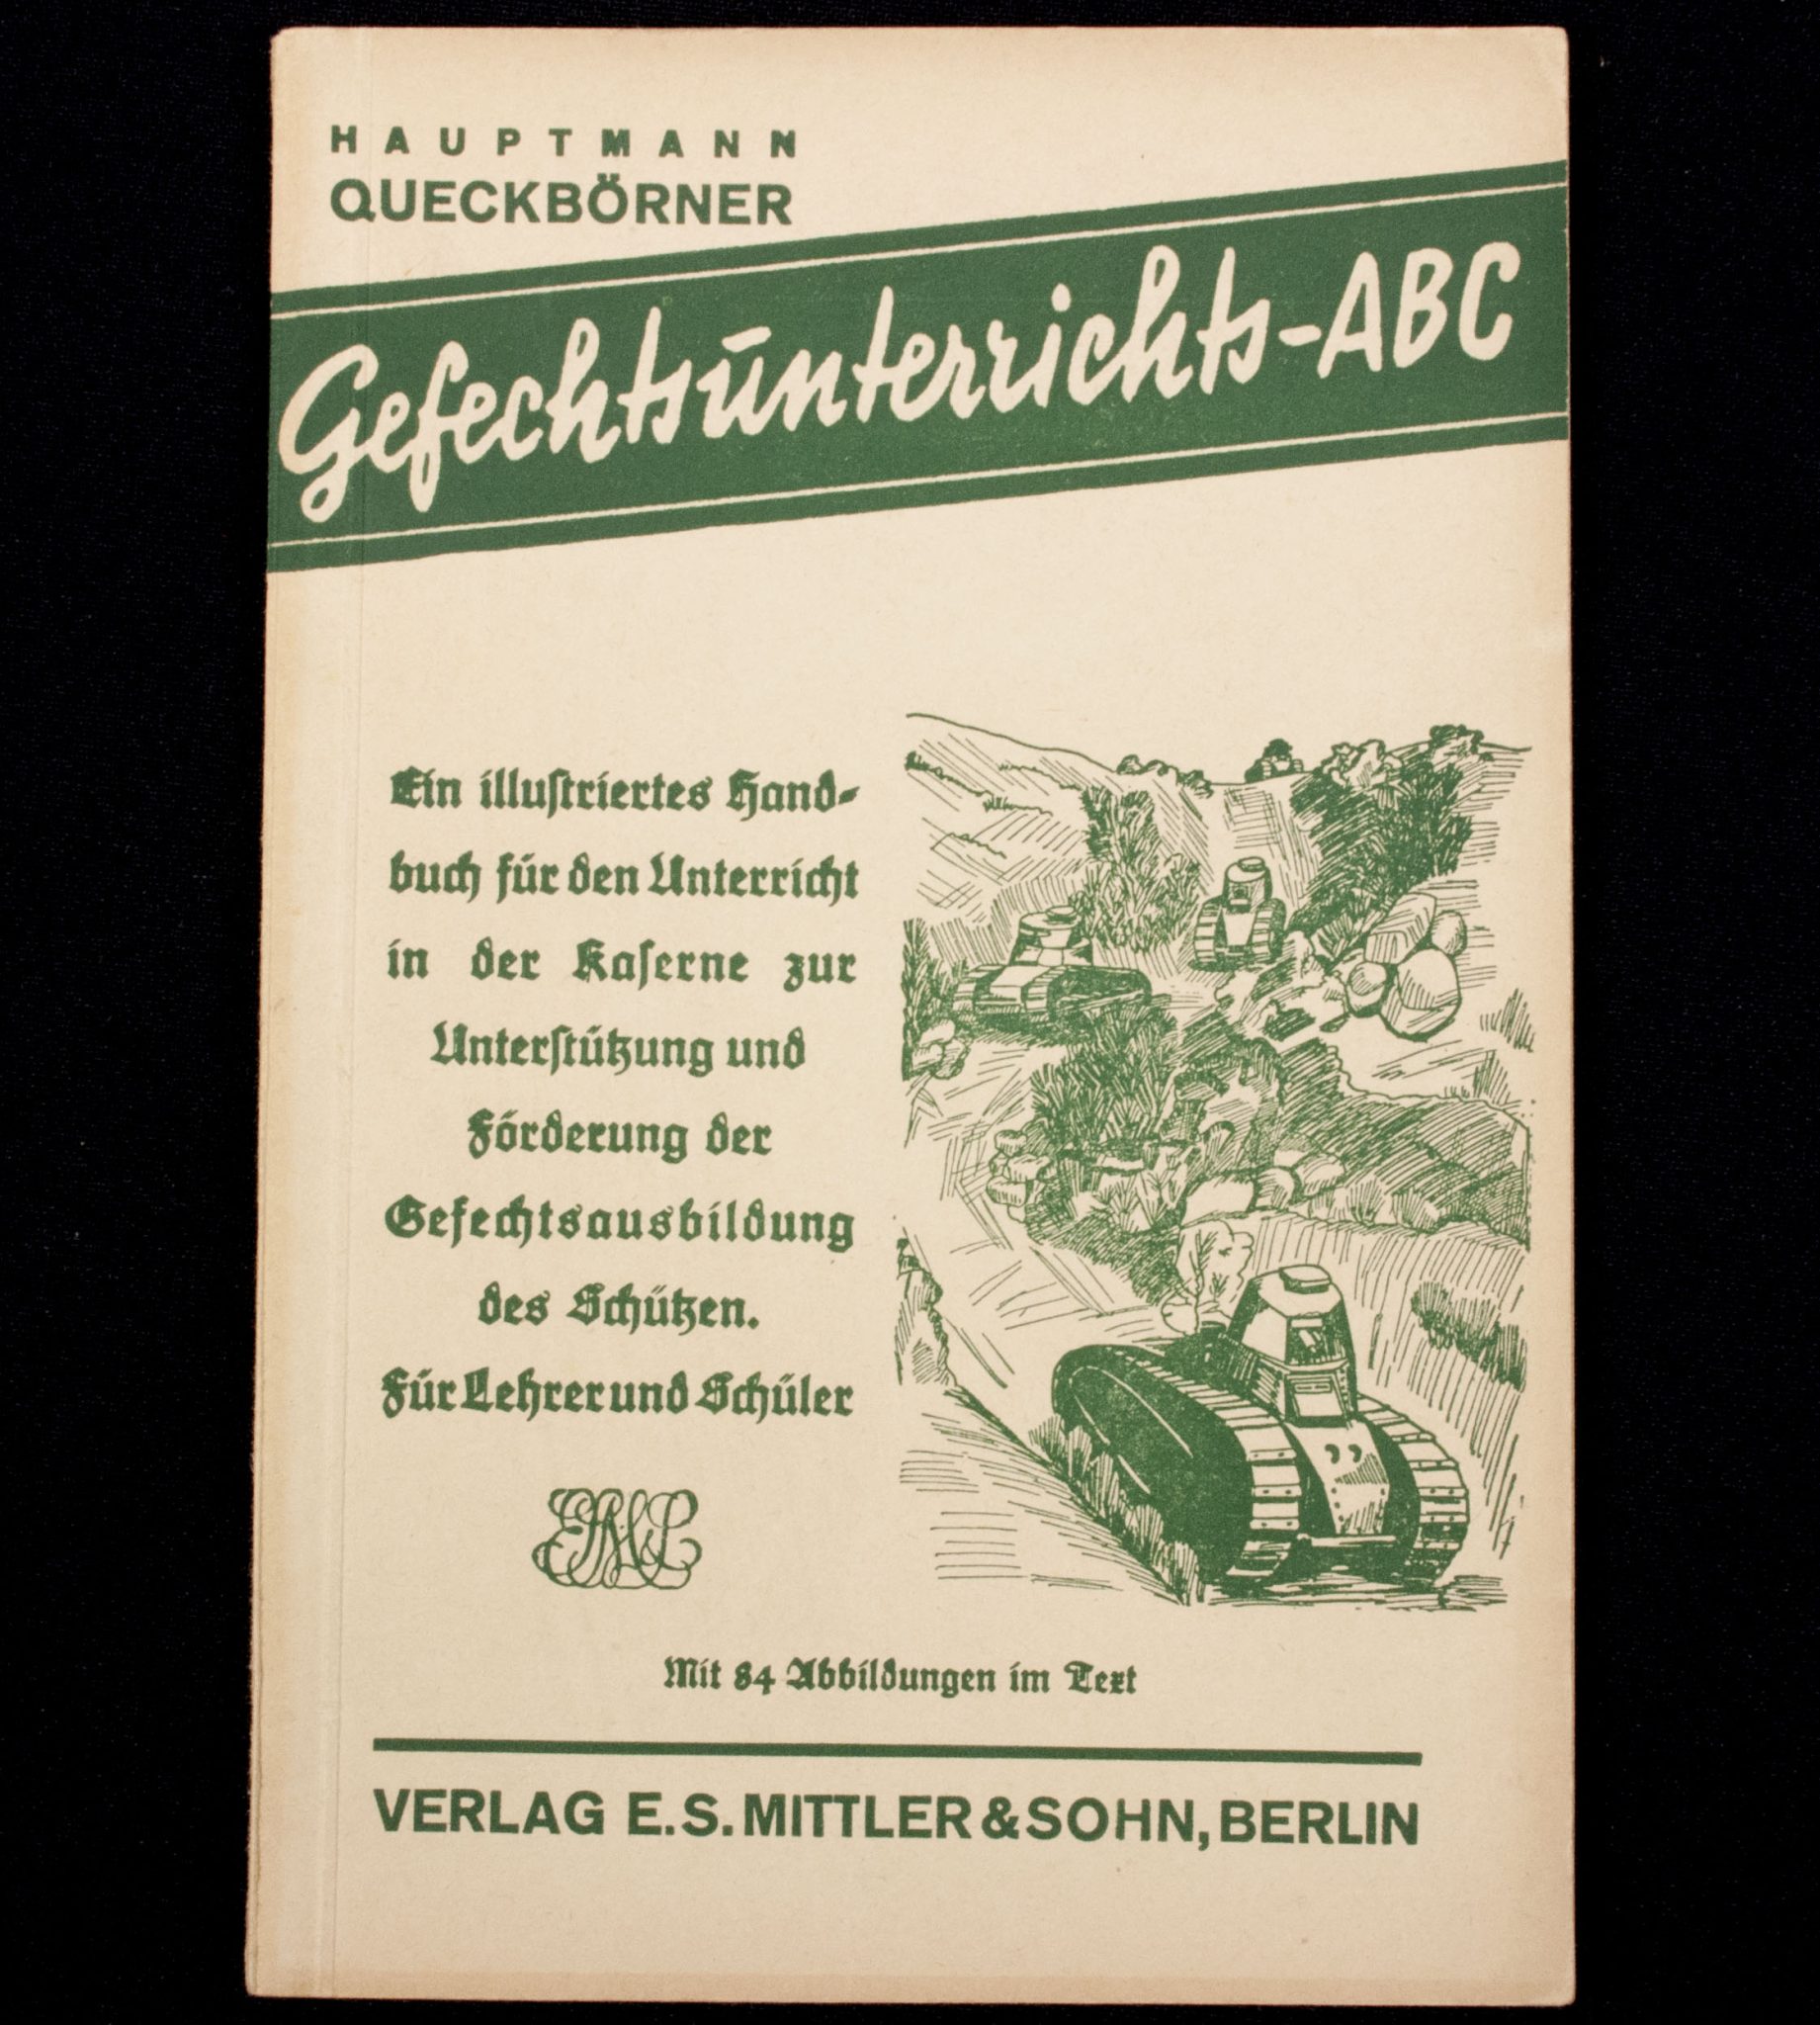 HAUPTMANN
QUECKBÖRNER
Gefechtsunterrichts-ABC
Ein illustriertes Hand-
buch für den Unterricht
in der Kaserne zur
Unterstützung und
Förderung der
Gefechtsausbildung
des Schützen.
Für Lehrer und Schüler
Mit 84 Abbildungen im Text
VERLAG E.S. MITTLER & SOHN, BERLIN